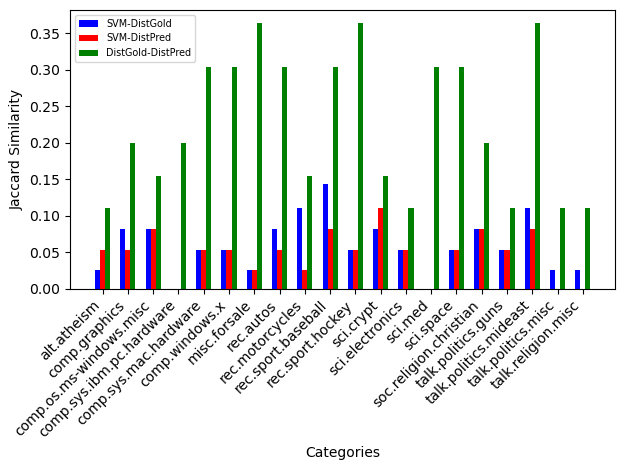 SVM-DistGold
SVM-DistPred
DistGold-DistPred
Jaccard Similarity
0.35
0.30
0.25
0.20
0.15
0.10
0.05
0.00
alt.atheism
comp.graphics
comp.os.ms-windows.misc
comp.sys.ibm.pc.hardware
comp.sys.mac.hardware
comp.windows.x
misc.forsale
rec.autos
rec.motorcycles
rec.sport.baseball
rec.sport.hockey
sci.crypt
sci.electronics
sci.med
sci.space
soc.religion.christian
talk.politics.guns
talk.politics.mideast
talk.politics.misc
talk.religion.misc
Categories